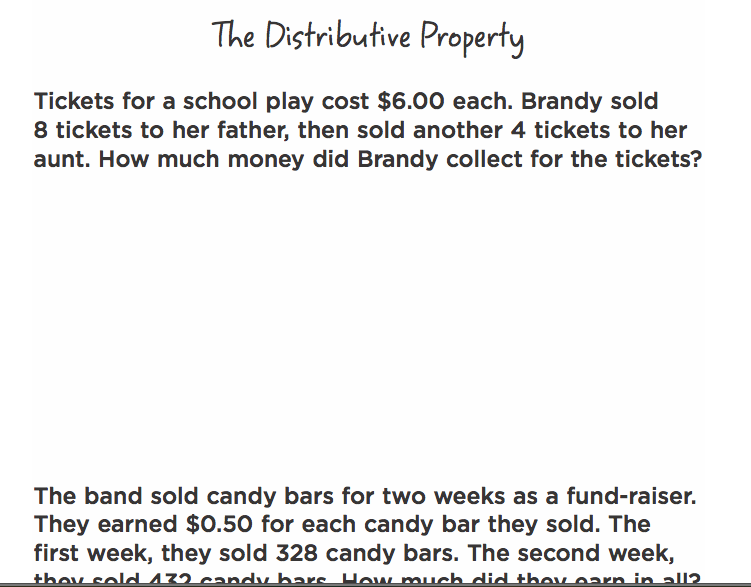 The Distributive Property
Tickets for a school play cost $6.00 each. Brandy sold
8 tickets to her father, then sold another 4 tickets to her
aunt. How much money did Brandy collect for the tickets?
The band sold candy bars for two weeks as a fund-raiser.
They earned $0.50 for each candy bar they sold. The
first week, they sold 328 candy bars. The second week,
they sold 432 candy bars. How much did they earn in all?